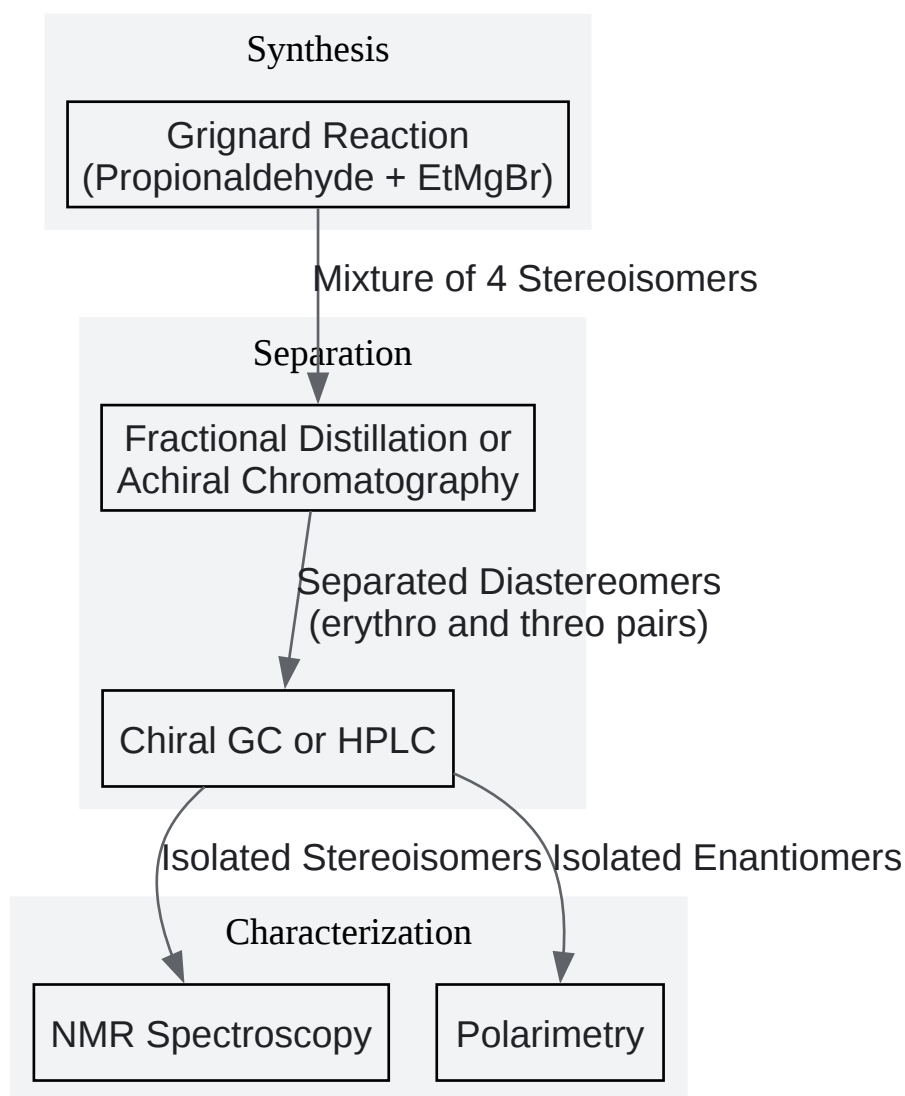 Synthesis
Grignard Reaction
(Propionaldehyde + EtMgBr)
Mixture of 4 Stereoisomers
Separation
Fractional Distillation or
Achiral Chromatography
Separated Diastereomers
(erythro and threo pairs)
Chiral GC or HPLC
Isolated Stereoisomers
Isolated Enantiomers
Characterization
NMR Spectroscopy
Polarimetry